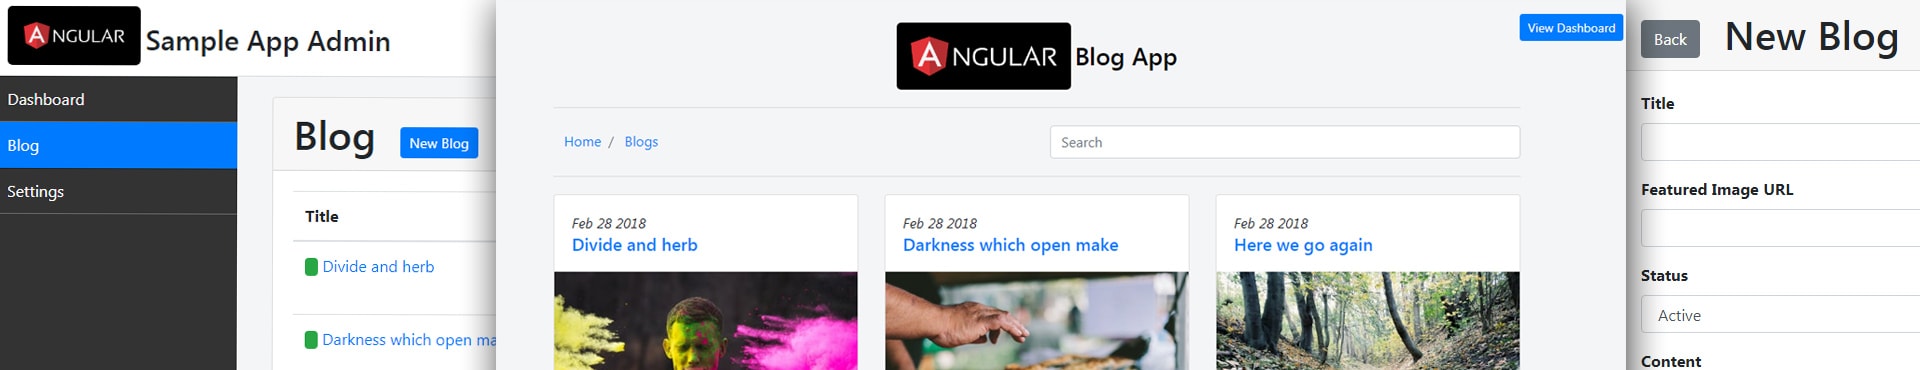 ANGULAR Sample App Admin
Dashboard
Blog
Settings
Blog New Blog
Title
Divide and herb
Darkness which open ma
View Dashboard
ANGULAR Blog App
Home / Blogs
Search
Feb 28 2018
Divide and herb
Feb 28 2018
Darkness which open make
Feb 28 2018
Here we go again
Back New Blog
Title
Featured Image URL
Status
Active
Content